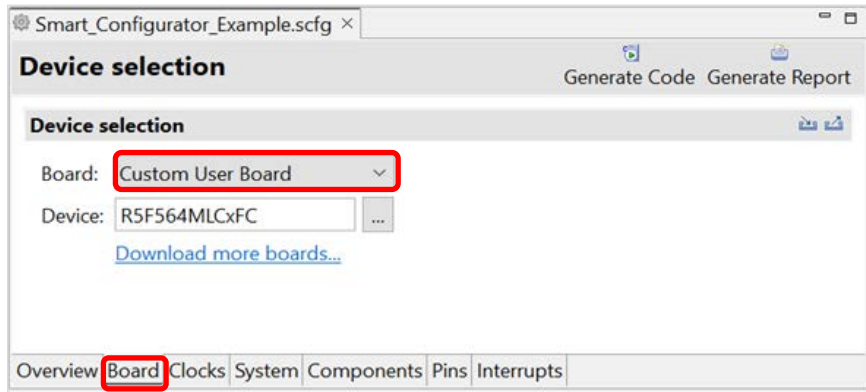 Smart_Configurator_Example.scfg
Device selection
Generate Code Generate Report
Device selection
Board: Custom User Board
Device: R5F564MLCxFC ...
Download more boards...
Overview Board Clocks System Components Pins Interrupts